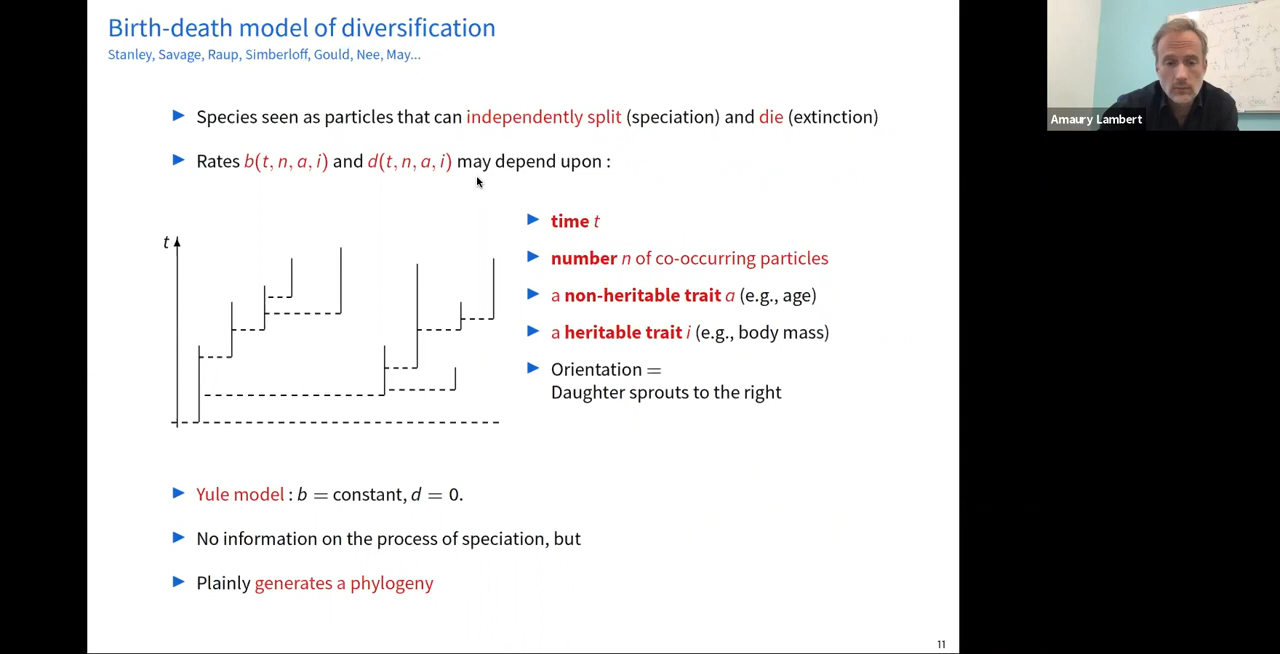 Birth-death model of diversification
Stanley, Savage, Raup, Simberloff, Gould, Nee, May...
Species seen as particles that can independently split (speciation) and die (extinction)
Rates b(t, n, a, i) and d(t, n, a, i) may depend upon :
t
time t
number n of co-occurring particles
a non-heritable trait a (e.g., age)
a heritable trait i (e.g., body mass)
Orientation =
Daughter sprouts to the right
Yule model : b = constant, d = 0.
No information on the process of speciation, but
Plainly generates a phylogeny
11
Amaury Lambert